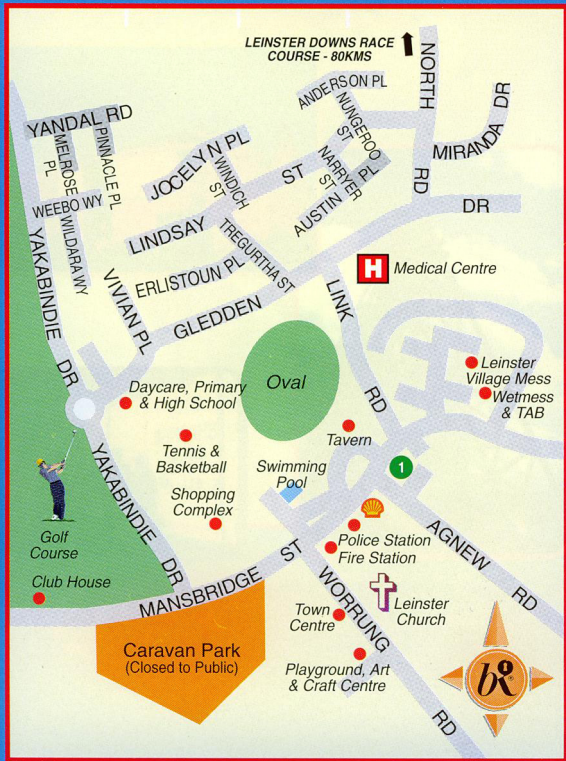 LEINSTER DOWNS RACE
COURSE - 80KMS
NORTH
RD
ANDERSON PL
NUNGEROO
ST
MIRANDA DR
YANDAL RD
MELROSE
PL
PINNACLE PL
JOCELYN PL
WINDICH
ST
NARRYER
ST
AUSTIN PL
LINDSAY ST
WEEBO WY
WILDARA WY
TREGURTHA ST
DR
YAKABINDIE
DR
VIVIAN PL
ERLISTOUN PL
GLEDDEN
H
Medical Centre
LINK
RD
Oval
Leinster
Village Mess
Wetmess
& TAB
Daycare, Primary
& High School
Tennis &
Basketball
Tavern
Swimming
Pool
1
Shopping
Complex
YAKABINDIE
DR
Golf
Course
Club House
Police Station
Fire Station
AGNEW
RD
MANSBRIDGE ST
WORRUNG
RD
Leinster
Church
Town
Centre
Caravan Park
(Closed to Public)
Playground, Art
& Craft Centre